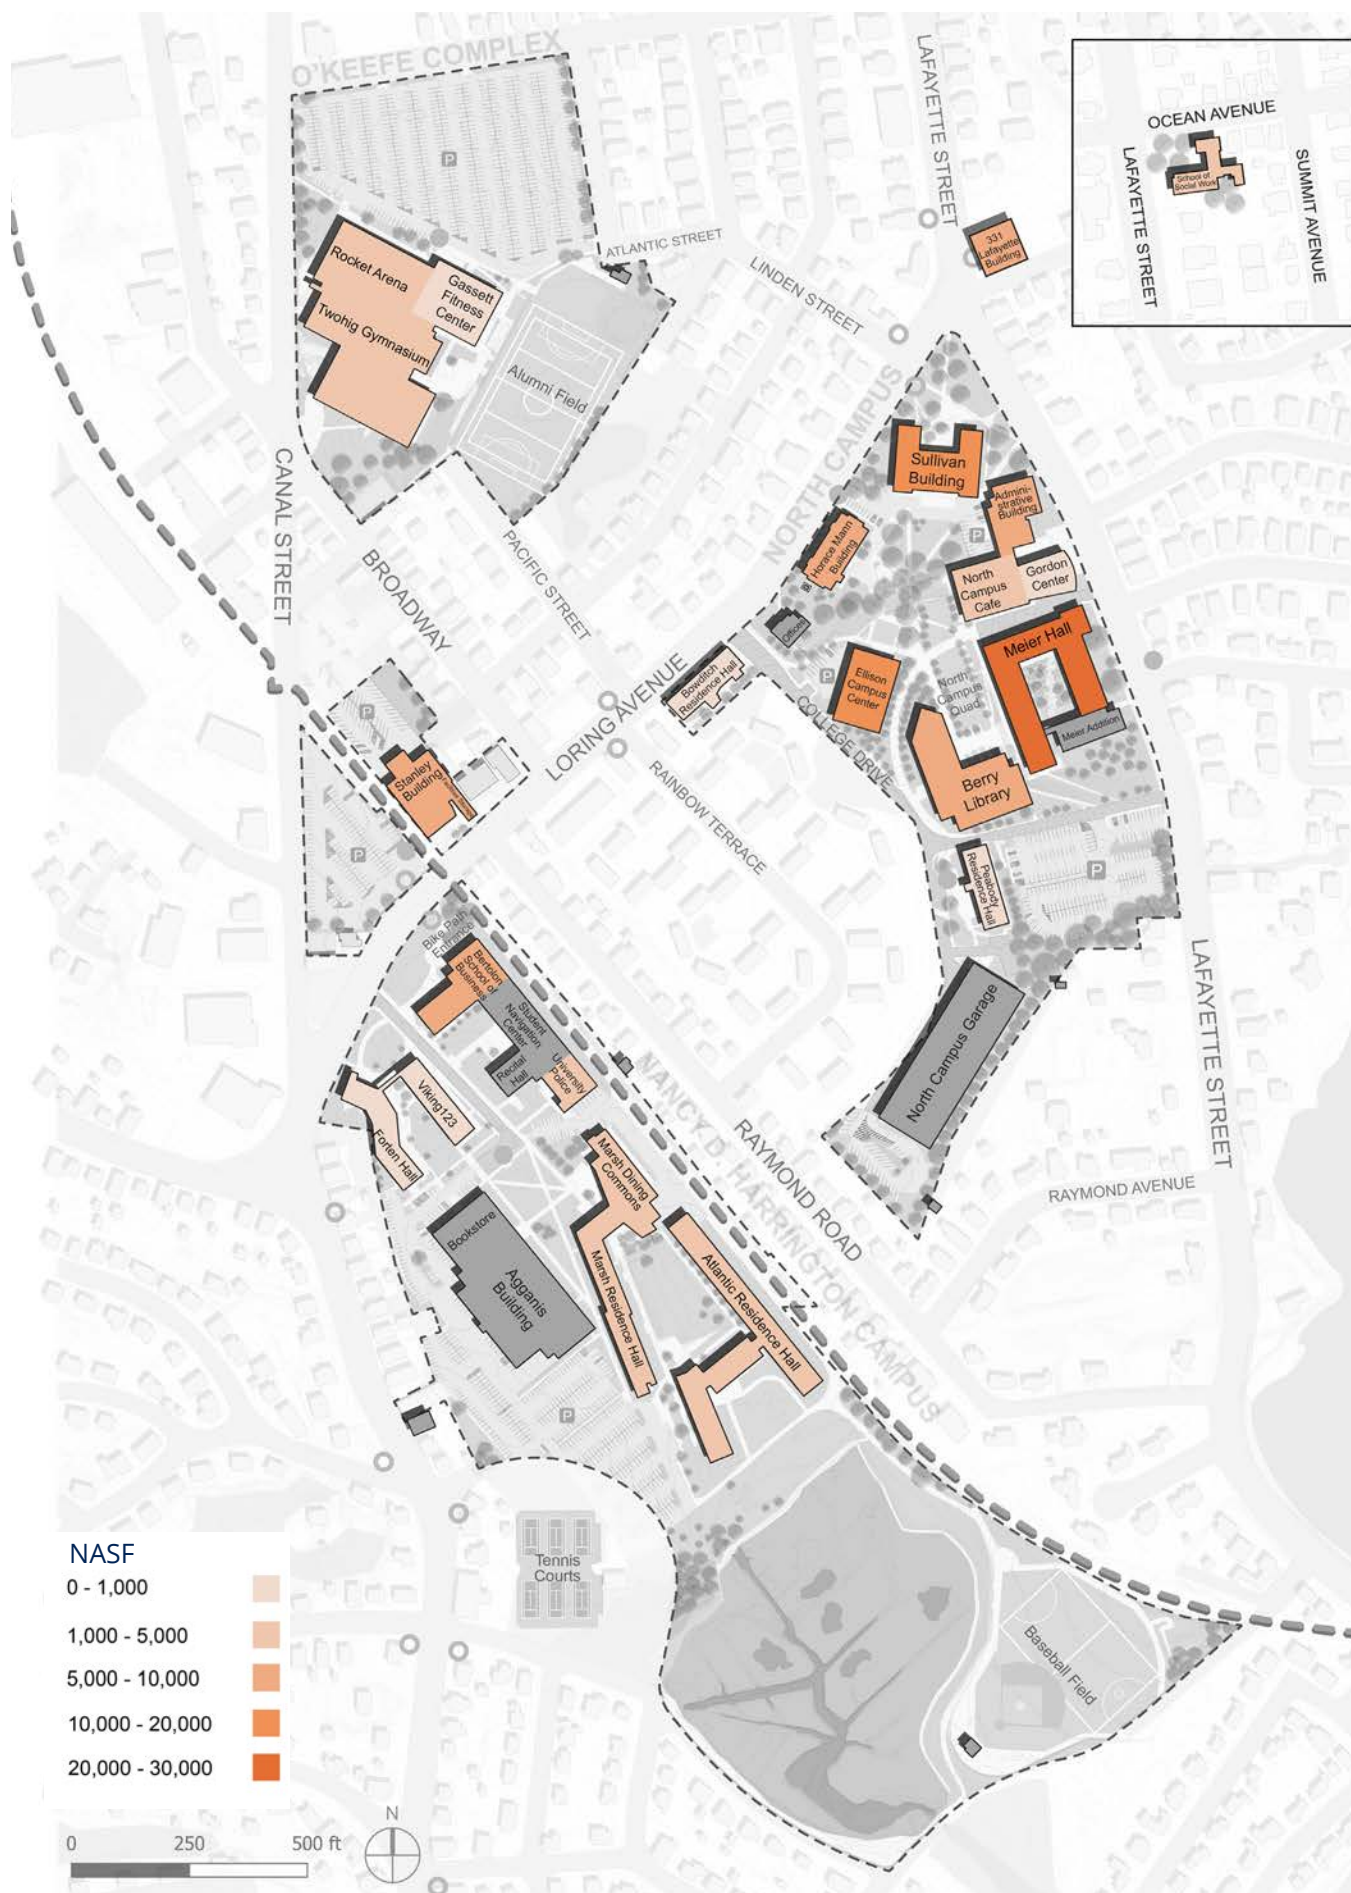 O'KEEFE COMPLEX
LAFAYETTE STREET
OCEAN AVENUE
LAFAYETTE STREET
SUMMIT AVENUE
School of
Social Work
P
ATLANTIC STREET
331
Lafayette
Building
Rocket Arena
Gassett
Fitness
Center
Twohig Gymnasium
LINDEN STREET
Alumni Field
NORTH CAMPUS
Sullivan
Building
CANAL STREET
Admini-
strative
Building
P
Horace Mann
Building
BROADWAY
PACIFIC STREET
North
Campus
Cafe
Gordon
Center
Offices
Meier Hall
LORING AVENUE
Bowditch
Residence Hall
P
Ellison
Campus
Center
North
Campus
Quad
P
COLLEGE DRIVE
Meier Addition
Stanley
Building
RAINBOW TERRACE
Berry
Library
P
P
Peabody
Residence Hall
Bike Path
Entrance
Bertolon
School of
Business
LAFAYETTE STREET
Student
Navigation
Center
North Campus Garage
Recital
Hall
University
Police
NANCY D. HARRINGTON CAMPUS
Viking123
Forten Hall
Marsh Dining
Commons
RAYMOND ROAD
RAYMOND AVENUE
Bookstore
Agganis
Building
Marsh Residence Hall
Atlantic Residence Hall
P
Tennis
Courts
Baseball Field
NASF
0 - 1,000
1,000 - 5,000
5,000 - 10,000
10,000 - 20,000
20,000 - 30,000
N
0 250 500 ft